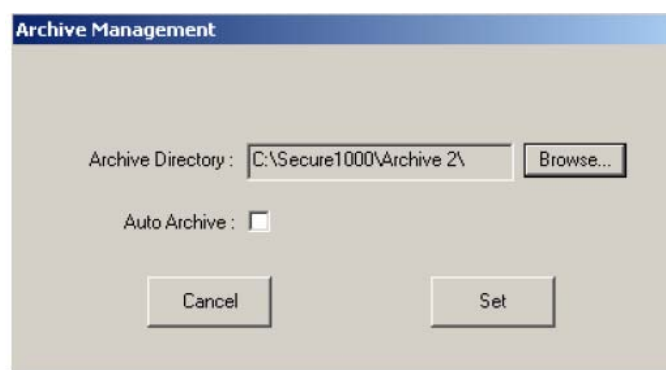 Archive Management
Archive Directory : C:\Secure1000\Archive 2\ Browse...
Auto Archive :
Cancel Set